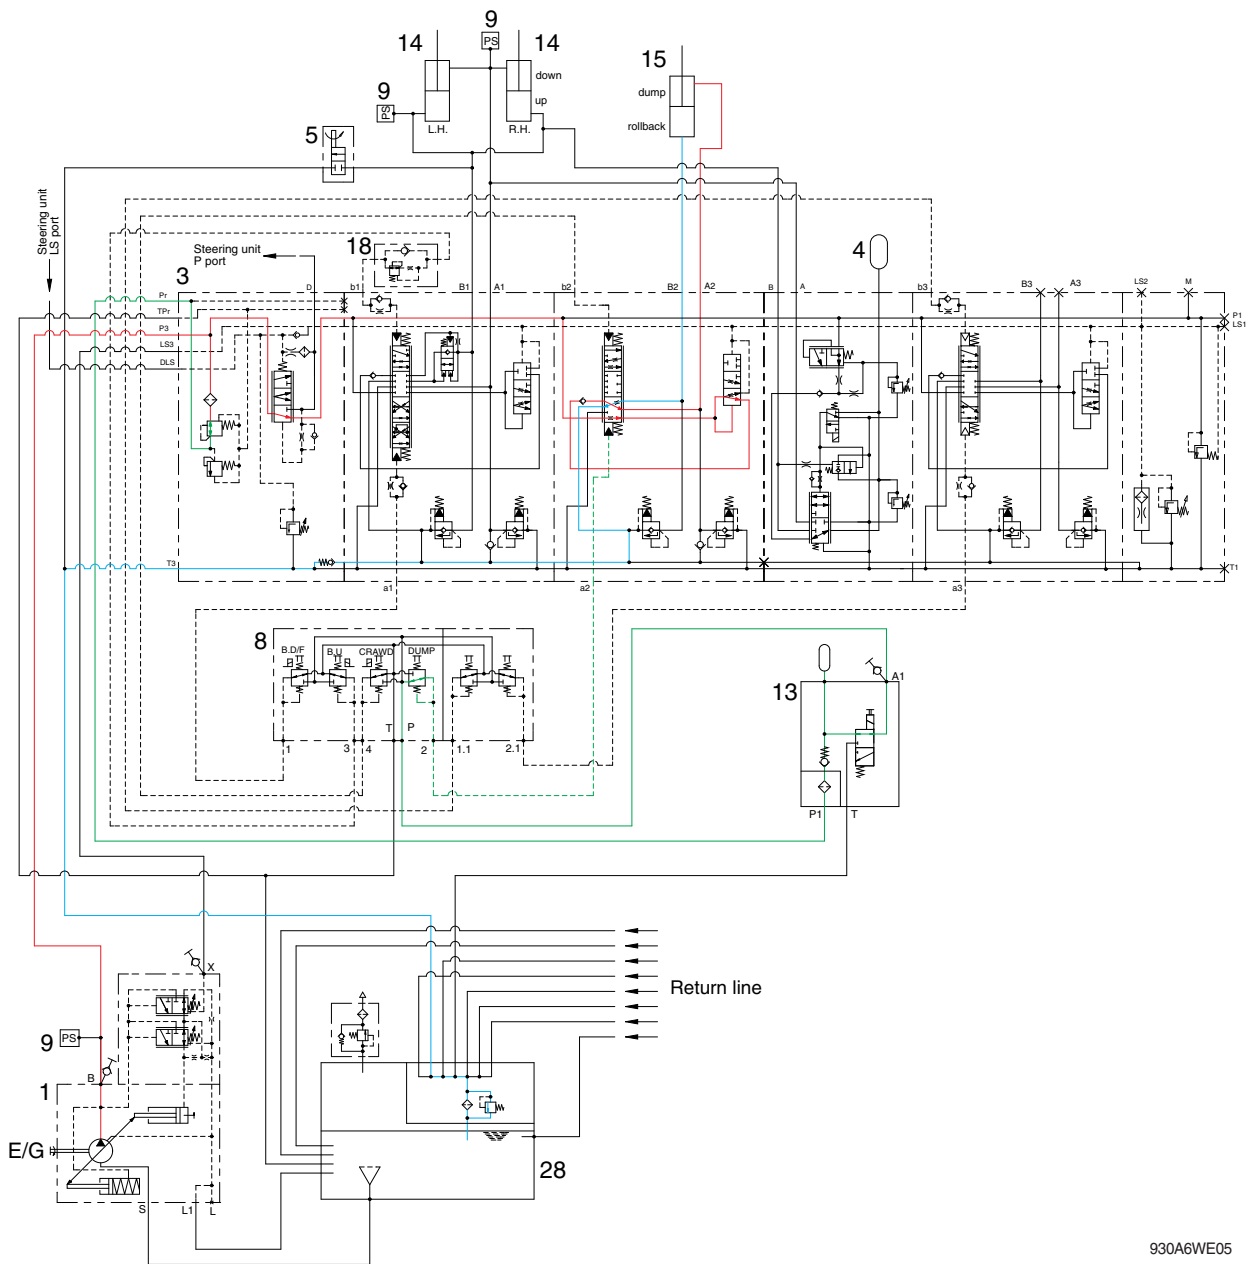 9
14
PS
14
15
down
dump
9
PS
up
5
L.H.
R.H.
rollback
Steering unit
LS port
Steering unit
P port
18
4
3
D
b1
B1
A1
b2
B2
A2
B
A
b3
B3
A3
LS2
M
Pr
TPr
P3
LS3
DLS
P1
LS1
T3
T1
a1
a2
a3
8
B.D/F
B.U
CRAWD
DUMP
T
P
1
3
4
2
1.1
2.1
13
A1
P1
T
X
9
PS
B
1
E/G
S
L1
L
Return line
28
930A6WE05